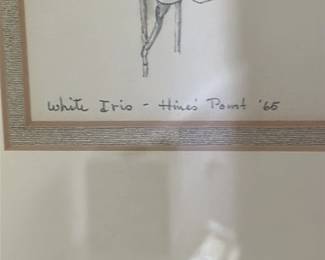 White Iris - Hines' Point '65